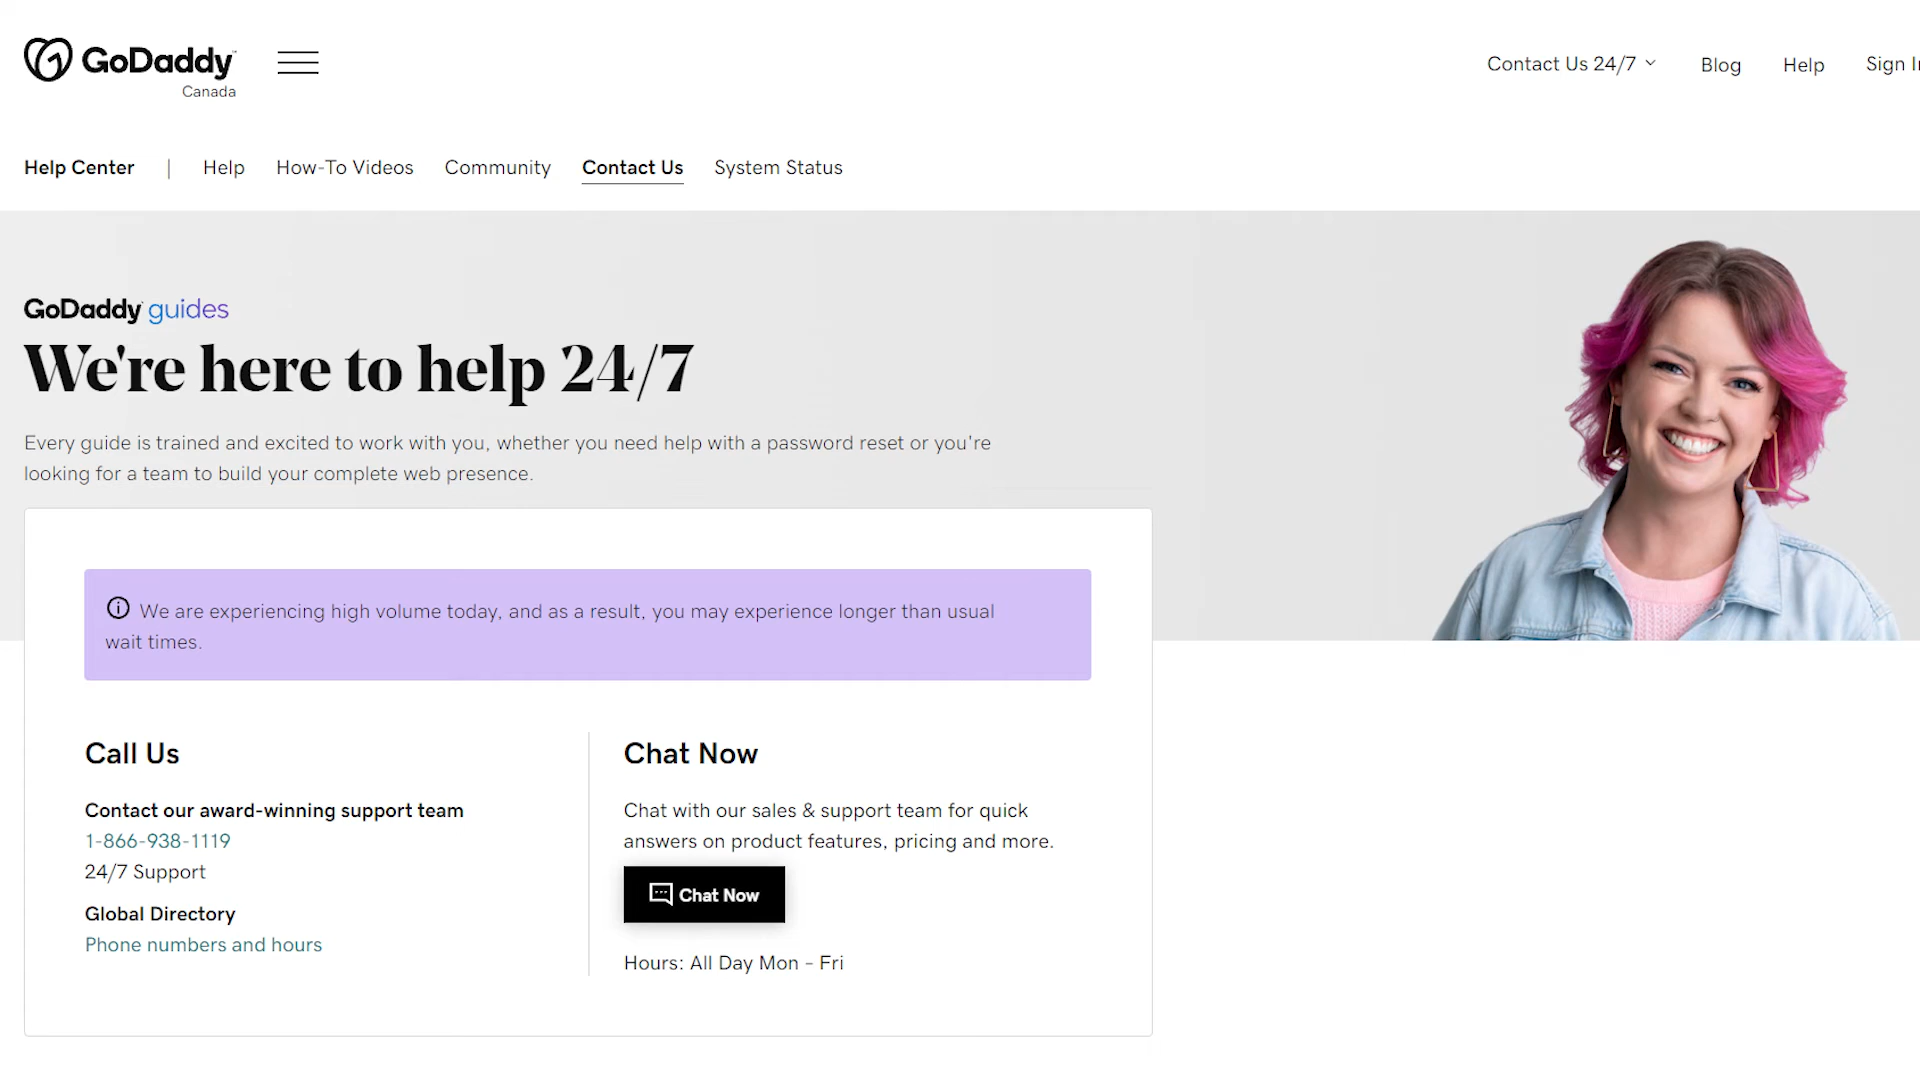 GoDaddy
Canada
Contact Us 24/7
Blog
Help
Sign
Help Center | Help How-To Videos Community Contact Us System Status
GoDaddy guides
We're here to help 24/7
Every guide is trained and excited to work with you, whether you need help with a password reset or you're
looking for a team to build your complete web presence.
We are experiencing high volume today, and as a result, you may experience longer than usual
wait times.
Call Us
Contact our award-winning support team
1-866-938-1119
24/7 Support
Global Directory
Phone numbers and hours
Chat Now
Chat with our sales & support team for quick
answers on product features, pricing and more.
Chat Now
Hours: All Day Mon - Fri